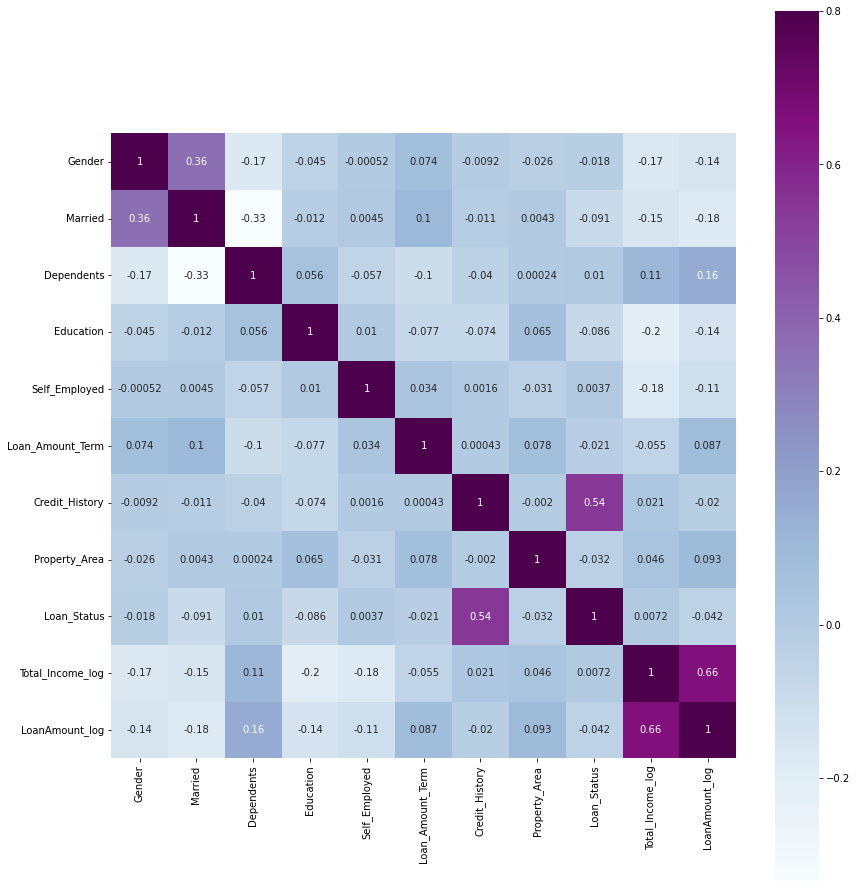 0.8
Gender 1 0.36 -0.17 -0.045 -0.00052 0.074 -0.0092 -0.026 -0.018 -0.17 -0.14
Married 0.36 1 -0.33 -0.012 0.0045 0.1 -0.011 0.0043 -0.091 -0.15 -0.18
0.6
Dependents -0.17 -0.33 1 0.056 -0.057 -0.1 -0.04 0.00024 0.01 0.11 0.16
0.4
Education -0.045 -0.012 0.056 1 0.01 -0.077 -0.074 0.065 -0.086 -0.2 -0.14
Self_Employed -0.00052 0.0045 -0.057 0.01 1 0.034 0.0016 -0.031 0.0037 -0.18 -0.11
Loan_Amount_Term 0.074 0.1 -0.1 -0.077 0.034 1 0.00043 0.078 -0.021 -0.055 0.087
0.2
Credit_History -0.0092 -0.011 -0.04 -0.074 0.0016 0.00043 1 -0.002 0.54 0.021 -0.02
Property_Area -0.026 0.0043 0.00024 0.065 -0.031 0.078 -0.002 1 -0.032 0.046 0.093
Loan_Status -0.018 -0.091 0.01 -0.086 0.0037 -0.021 0.54 -0.032 1 0.0072 -0.042
0.0
Total_Income_log -0.17 -0.15 0.11 -0.2 -0.18 -0.055 0.021 0.046 0.0072 1 0.66
LoanAmount_log -0.14 -0.18 0.16 -0.14 -0.11 0.087 -0.02 0.093 -0.042 0.66 1
−0.2
Gender
Married
Dependents
Education
Self_Employed
Loan_Amount_Term
Credit_History
Property_Area
Loan_Status
Total_Income_log
LoanAmount_log